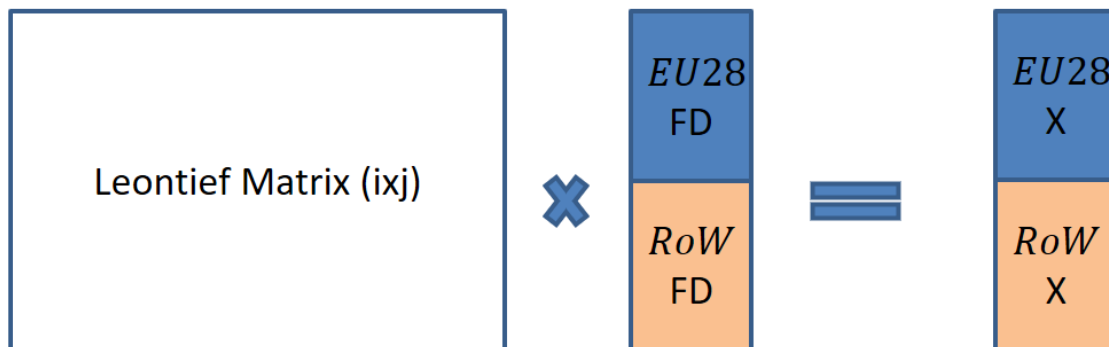 Leontief Matrix (ixj)
EU28
FD
RoW
FD
EU28
X
RoW
X